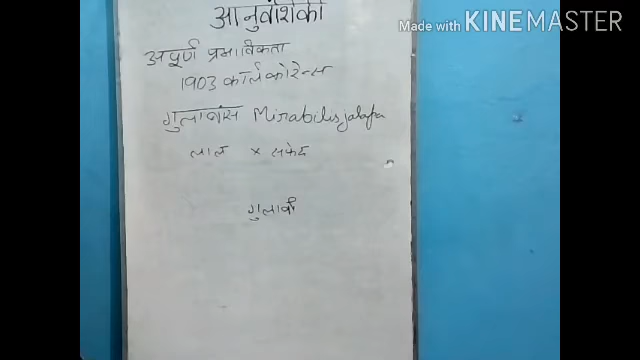 Made with KINEMASTER
आनुवंशिकी
अपूर्ण प्रभाविकता
1903 कार्ल कोरेन्स
गुलाबांस Mirabilis jalapa
लाल × सफेद
गुलाबी